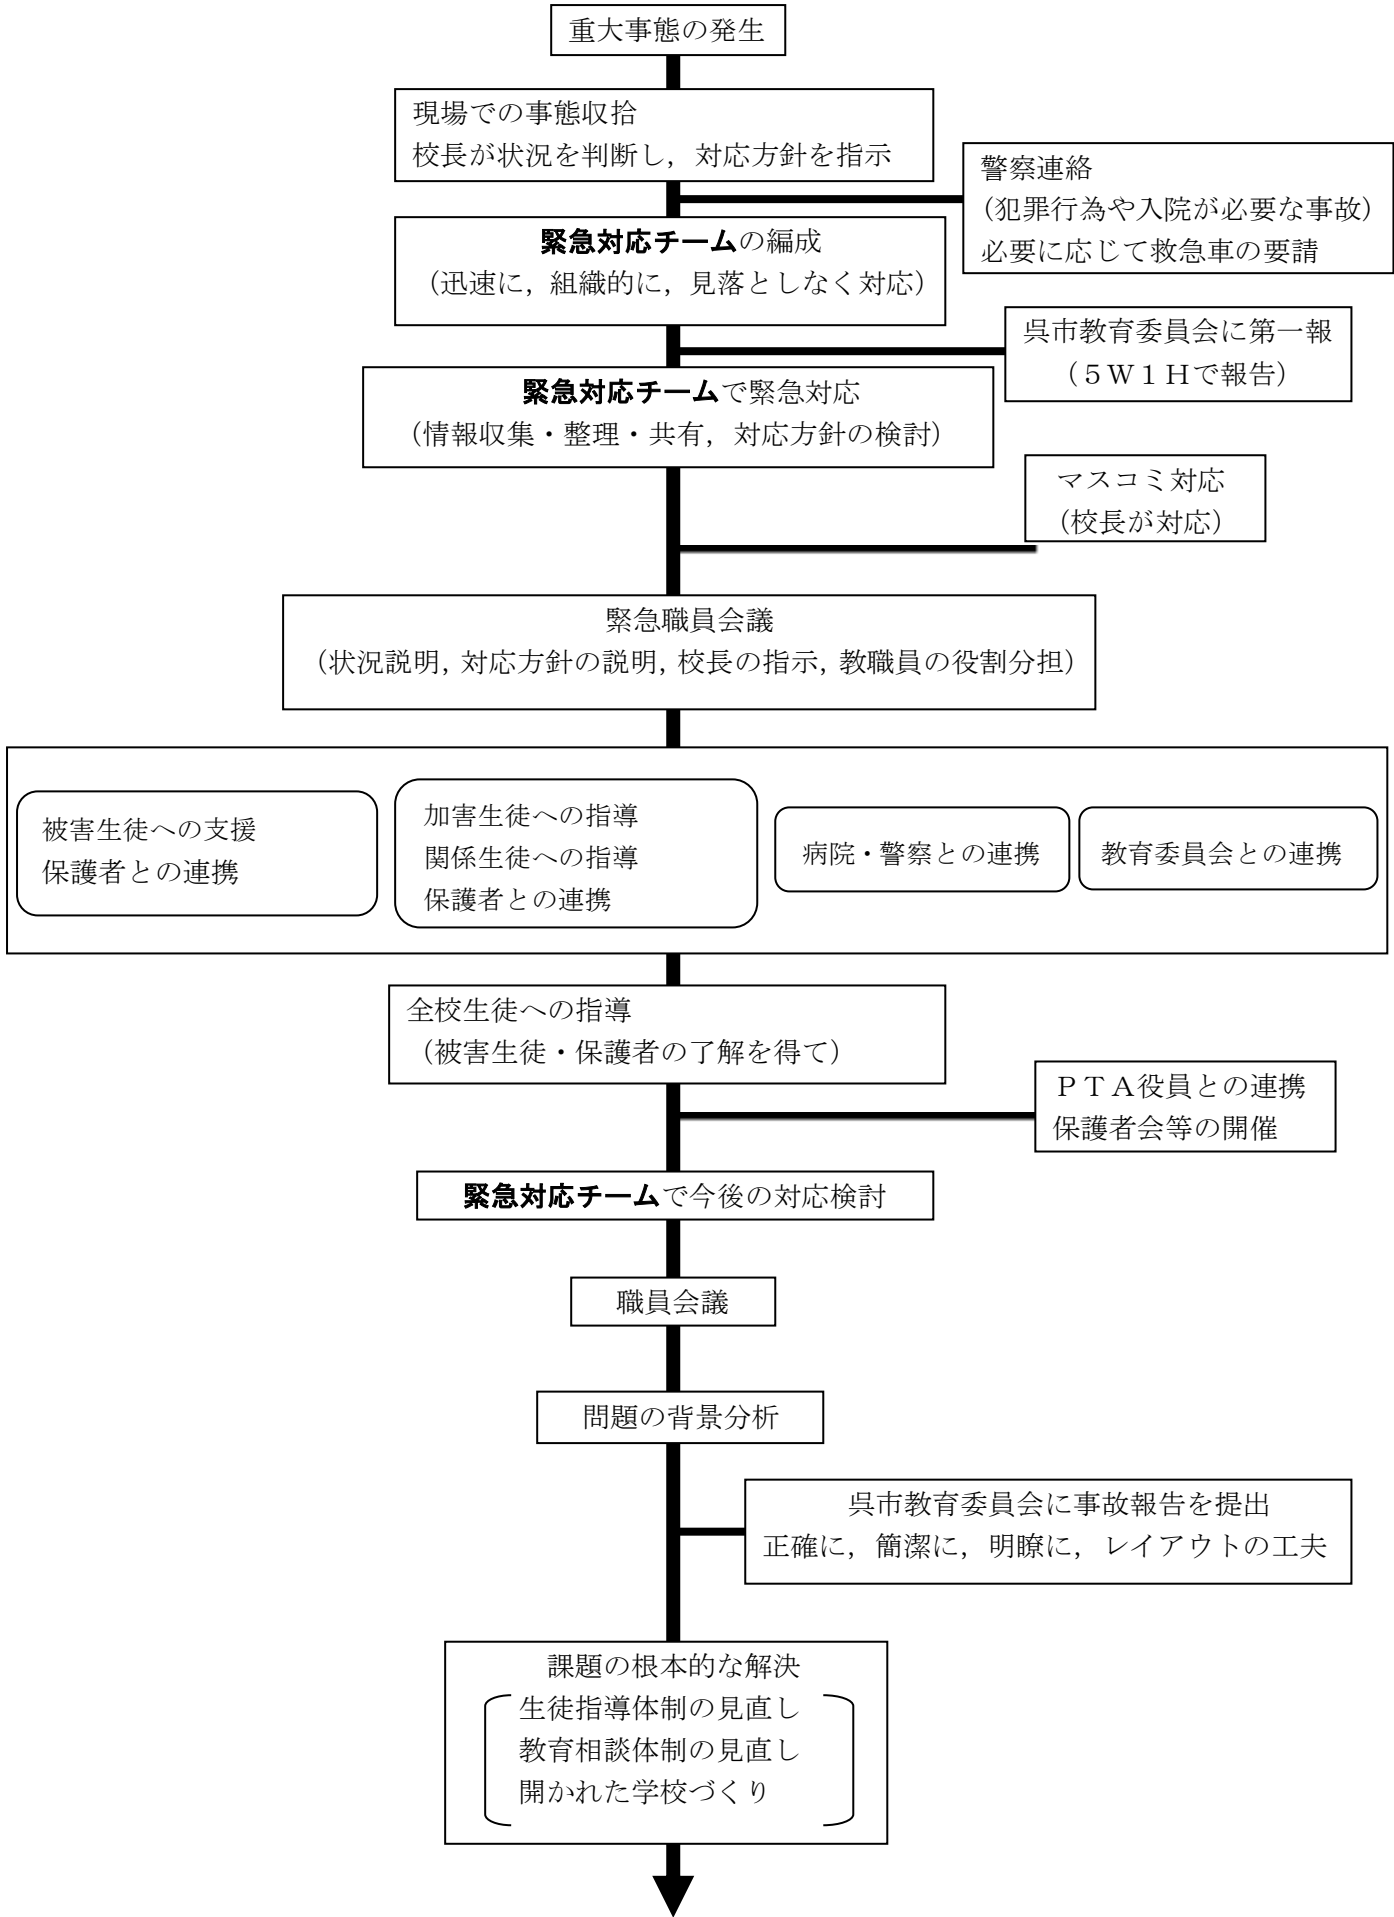 重大事態の発生
現場での事態収拾
校長が状況を判断し，対応方針を指示
警察連絡
（犯罪行為や入院が必要な事故）
必要に応じて救急車の要請
緊急対応チームの編成
（迅速に，組織的に，見落としなく対応）
呉市教育委員会に第一報
（５Ｗ１Ｈで報告）
緊急対応チームで緊急対応
（情報収集・整理・共有，対応方針の検討）
マスコミ対応
（校長が対応）
緊急職員会議
（状況説明，対応方針の説明，校長の指示，教職員の役割分担）
被害生徒への支援
保護者との連携
加害生徒への指導
関係生徒への指導
保護者との連携
病院・警察との連携
教育委員会との連携
全校生徒への指導
（被害生徒・保護者の了解を得て）
ＰＴＡ役員との連携
保護者会等の開催
緊急対応チームで今後の対応検討
職員会議
問題の背景分析
呉市教育委員会に事故報告を提出
正確に，簡潔に，明瞭に，レイアウトの工夫
課題の根本的な解決
生徒指導体制の見直し
教育相談体制の見直し
開かれた学校づくり